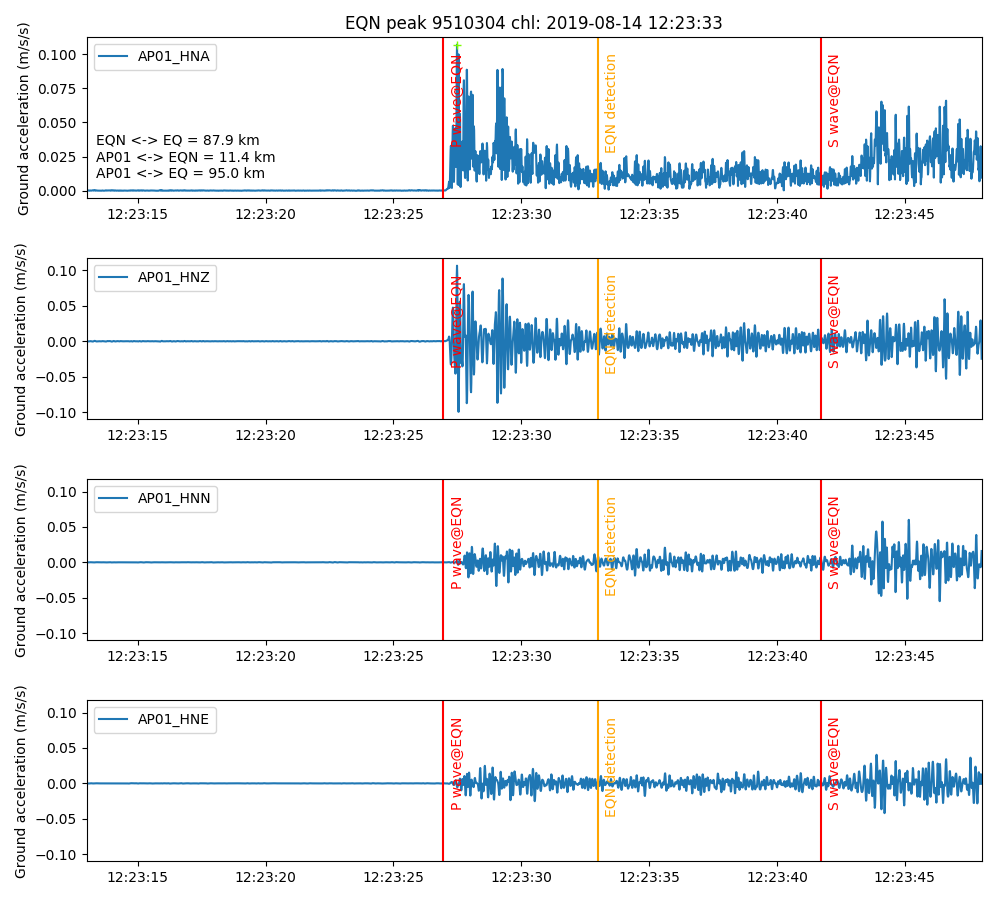 EQN peak 9510304 chl: 2019-08-14 12:23:33
Ground acceleration (m/s/s)
0.100
0.075
0.050
0.025
0.000
AP01_HNA
EQN <-> EQ = 87.9 km
AP01 <-> EQN = 11.4 km
AP01 <-> EQ = 95.0 km
P wave@EQN
EQN detection
S wave@EQN
12:23:15 12:23:20 12:23:25 12:23:30 12:23:35 12:23:40 12:23:45
Ground acceleration (m/s/s)
0.10
0.05
0.00
−0.05
−0.10
AP01_HNZ
P wave@EQN
EQN detection
S wave@EQN
12:23:15 12:23:20 12:23:25 12:23:30 12:23:35 12:23:40 12:23:45
Ground acceleration (m/s/s)
0.10
0.05
0.00
−0.05
−0.10
AP01_HNN
P wave@EQN
EQN detection
S wave@EQN
12:23:15 12:23:20 12:23:25 12:23:30 12:23:35 12:23:40 12:23:45
Ground acceleration (m/s/s)
0.10
0.05
0.00
−0.05
−0.10
AP01_HNE
P wave@EQN
EQN detection
S wave@EQN
12:23:15 12:23:20 12:23:25 12:23:30 12:23:35 12:23:40 12:23:45